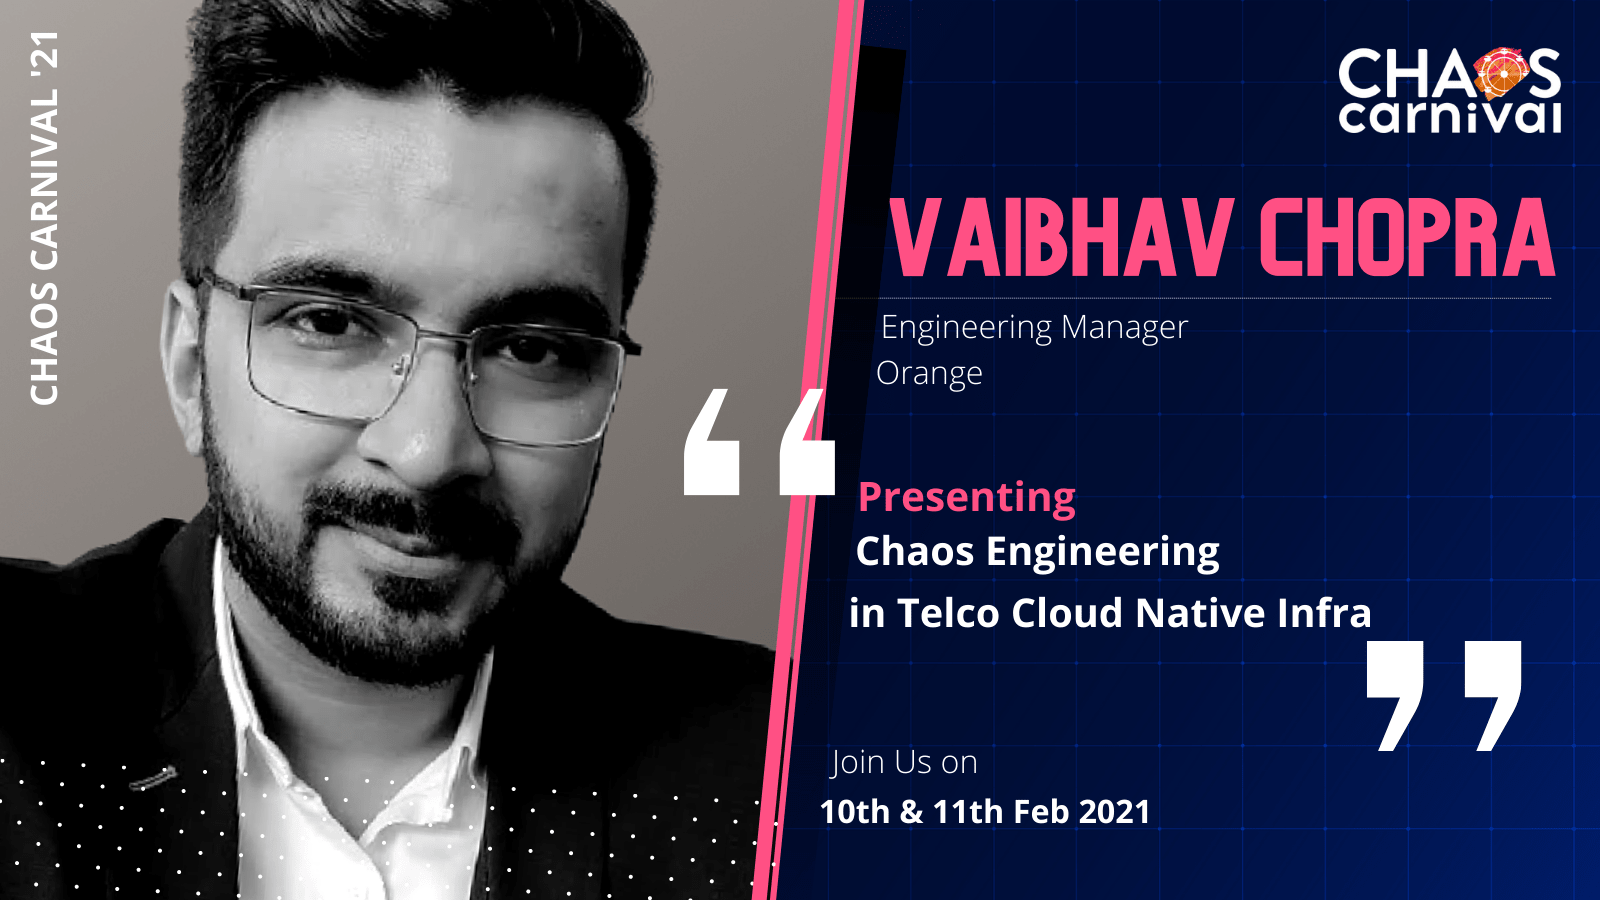 CHAOS CARNIVAL '21
CHAOS
carnival
VAIBHAV CHOPRA
Engineering Manager
Orange
“
Presenting
Chaos Engineering
in Telco Cloud Native Infra
”
Join Us on
10th & 11th Feb 2021